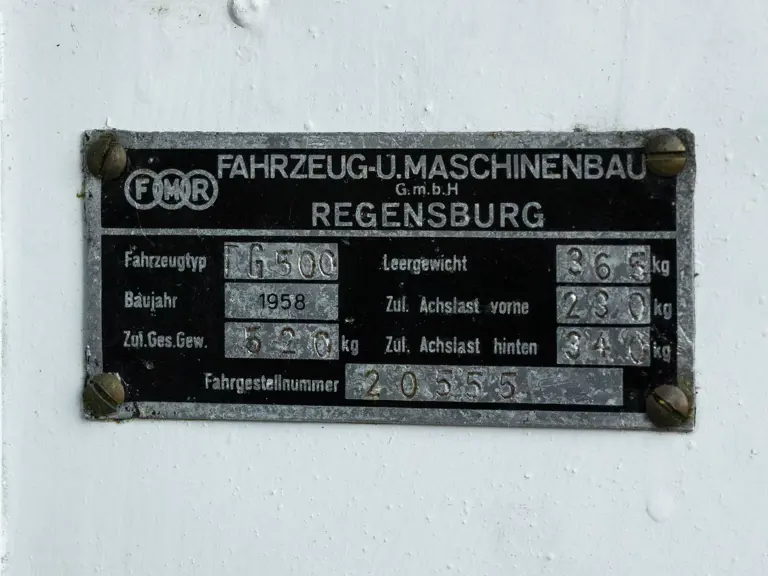 FMR FAHRZEUG-U.MASCHINENBAU
G.m.b.H
REGENSBURG
Fahrzeugtyp TG500 Leergewicht 365 kg
Baujahr 1958 Zul. Achslast vorne 230 kg
Zul.Ges.Gew. 520 kg Zul. Achslast hinten 340 kg
Fahrgestellnummer 20555